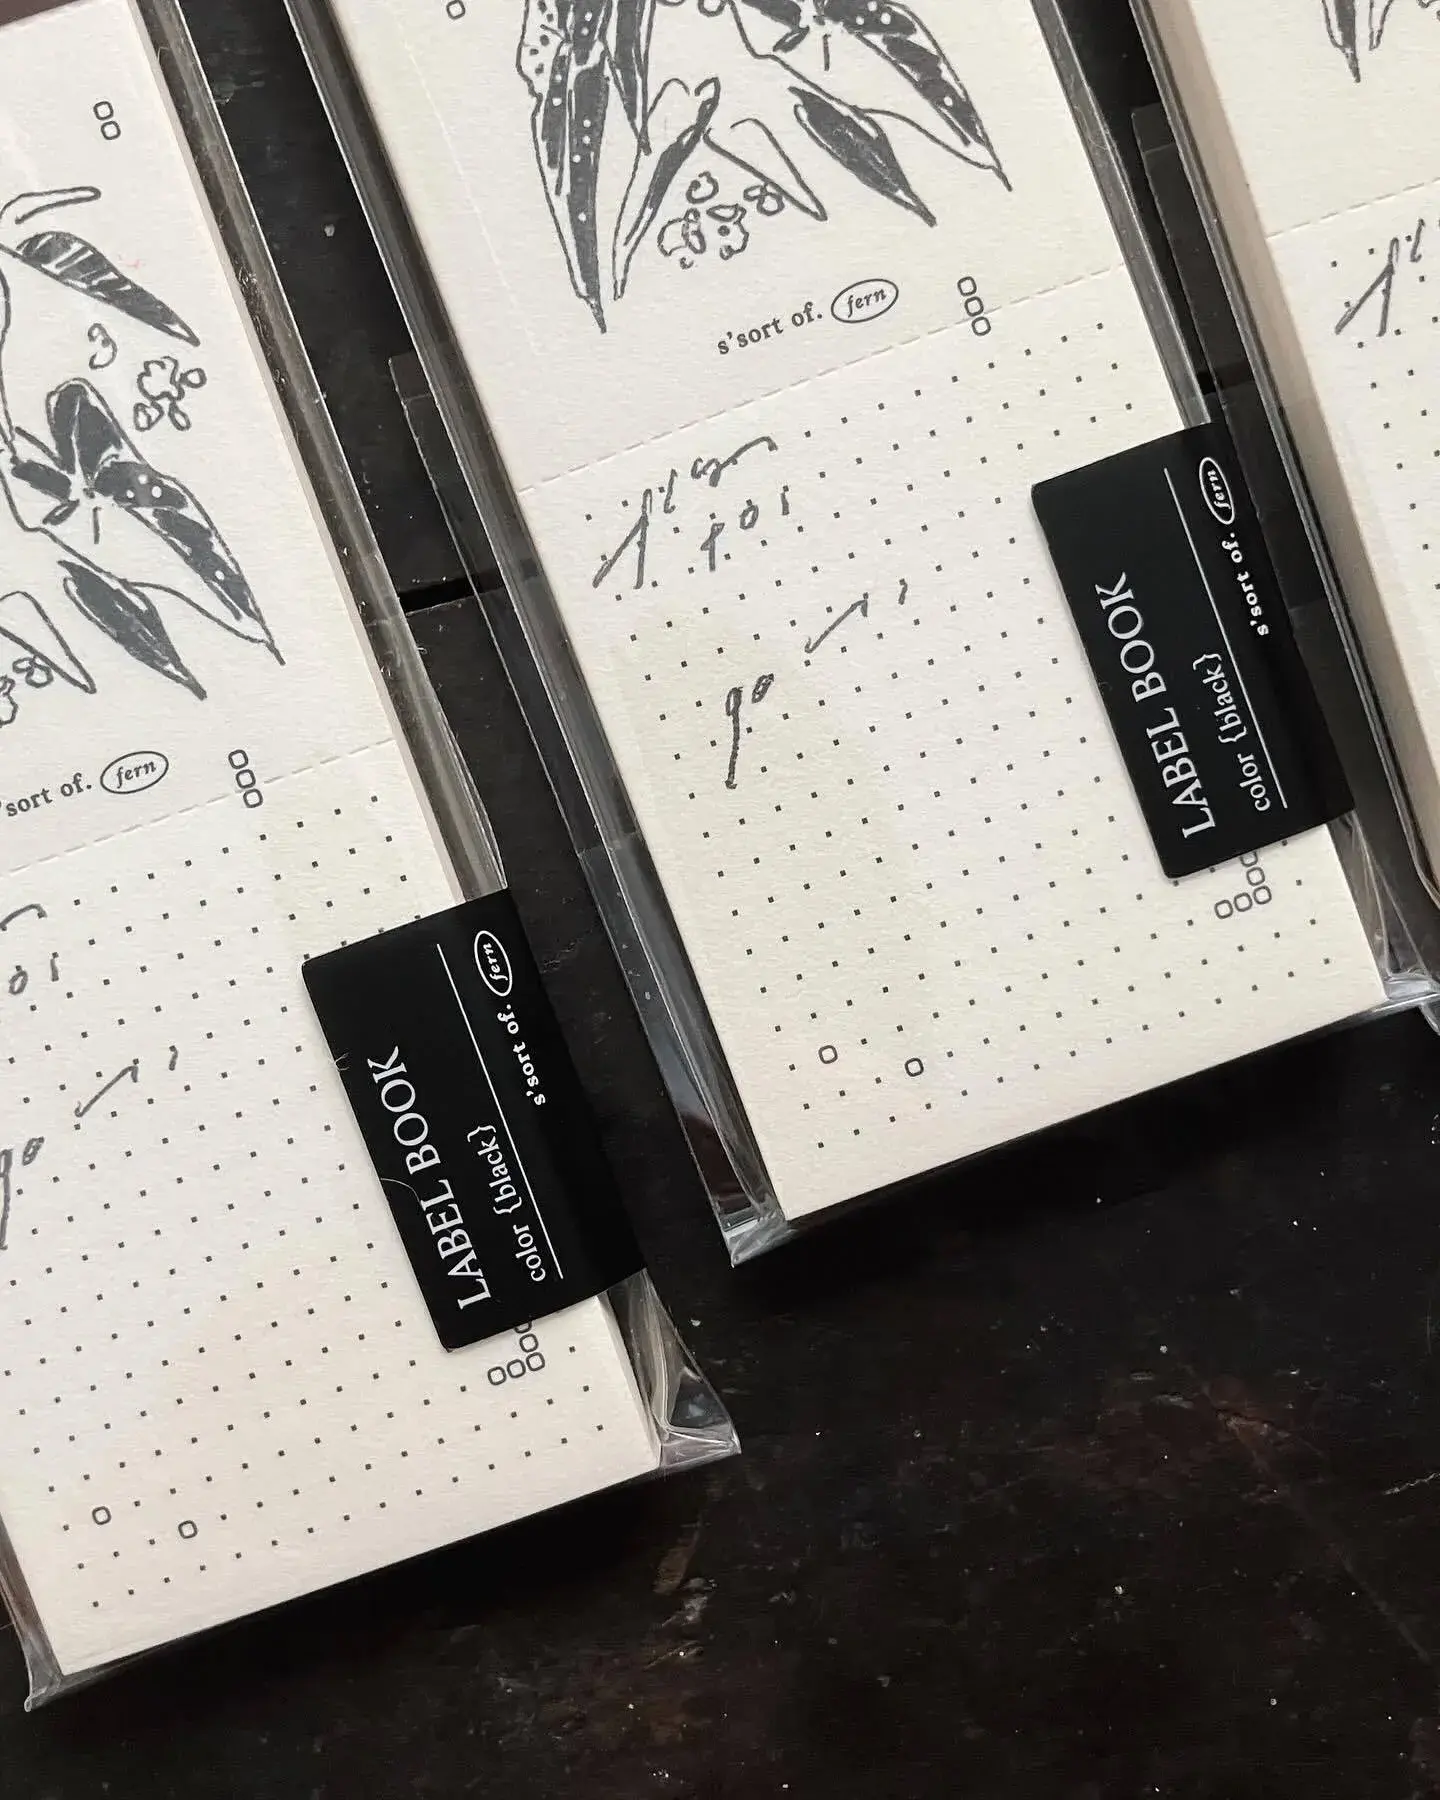 s'sort of. fern
LABEL BOOK
color {black}
s'sort of. fern
'sort of. fern
LABEL BOOK
color {black}
s'sort of. fern